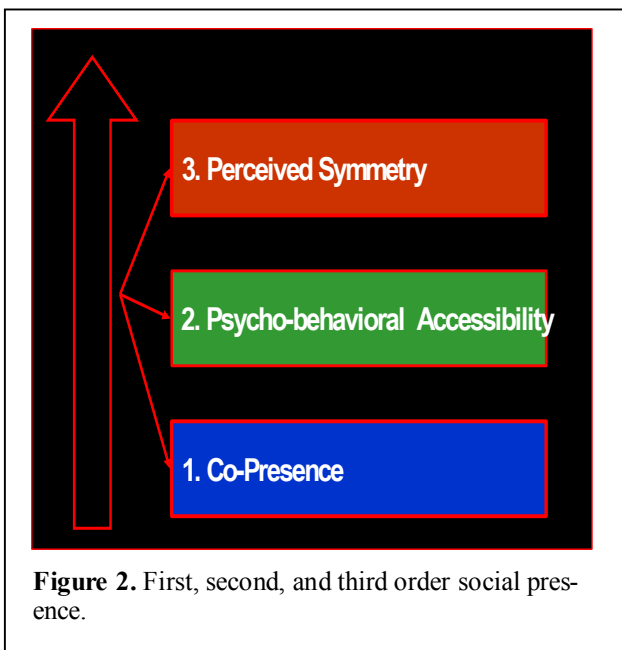 3. Perceived Symmetry
2. Psycho-behavioral Accessibility
1. Co-Presence
Figure 2. First, second, and third order social pres-
ence.